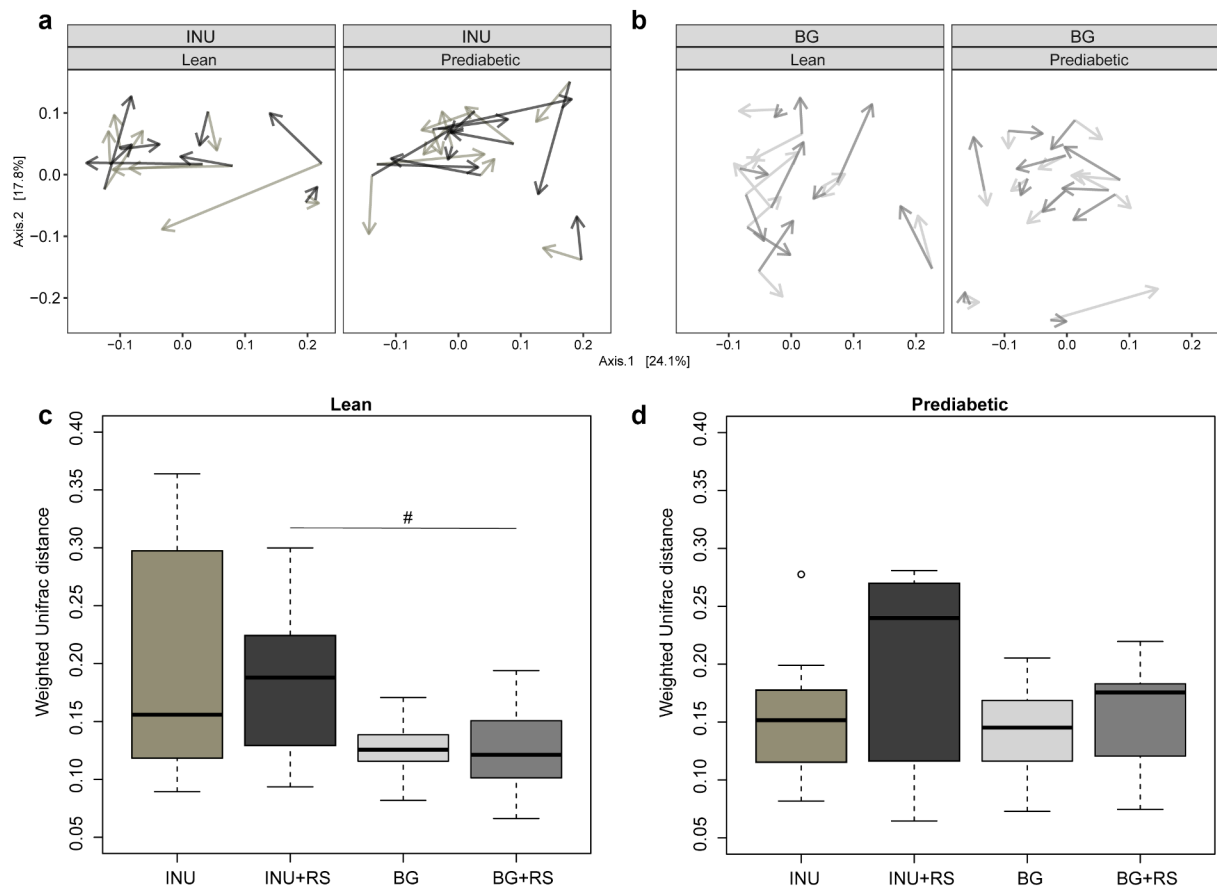 a
INU
INU
Lean
Prediabetic
b
BG
BG
Lean
Prediabetic
Axis.2 [17.8%]
0.1
0.0
−0.1
−0.2
−0.1 0.0 0.1 0.2
−0.1 0.0 0.1 0.2
−0.1 0.0 0.1 0.2
−0.1 0.0 0.1 0.2
Axis.1 [24.1%]
c
Lean
Weighted Unifrac distance
0.40
0.35
0.30
0.25
0.20
0.15
0.10
0.05
#
INU INU+RS BG BG+RS
d
Prediabetic
Weighted Unifrac distance
0.40
0.35
0.30
0.25
0.20
0.15
0.10
0.05
INU INU+RS BG BG+RS